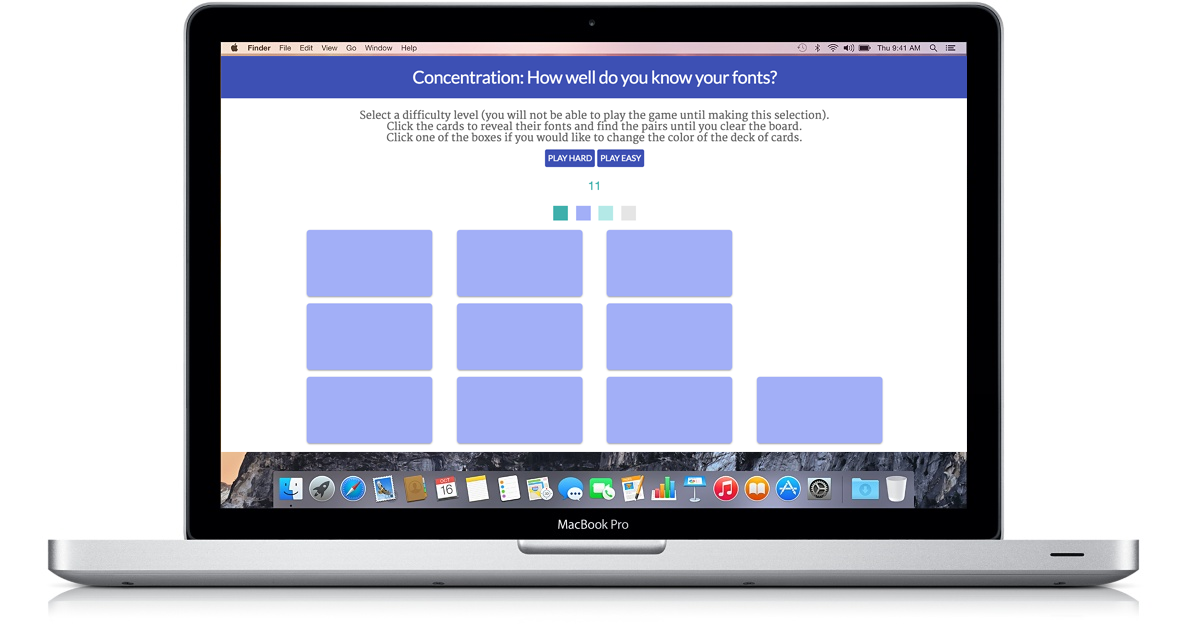 Finder File Edit View Go Window Help Thu 9:41 AM
Concentration: How well do you know your fonts?
Select a difficulty level (you will not be able to play the game until making this selection).
Click the cards to reveal their fonts and find the pairs until you clear the board.
Click one of the boxes if you would like to change the color of the deck of cards.
PLAY HARD PLAY EASY
11
OCT
16
MacBook Pro